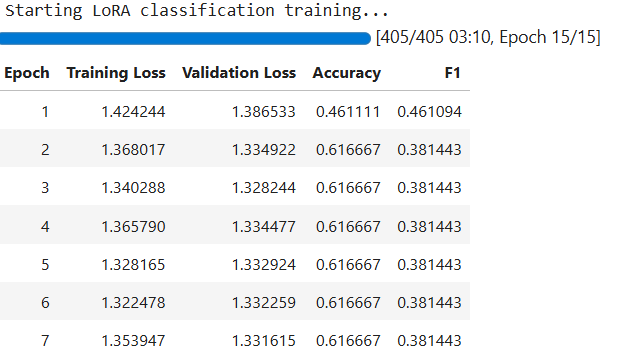 Starting LoRA classification training...
[405/405 03:10, Epoch 15/15]
Epoch Training Loss Validation Loss Accuracy F1
1 1.424244 1.386533 0.461111 0.461094
2 1.368017 1.334922 0.616667 0.381443
3 1.340288 1.328244 0.616667 0.381443
4 1.365790 1.334477 0.616667 0.381443
5 1.328165 1.332924 0.616667 0.381443
6 1.322478 1.332259 0.616667 0.381443
7 1.353947 1.331615 0.616667 0.381443